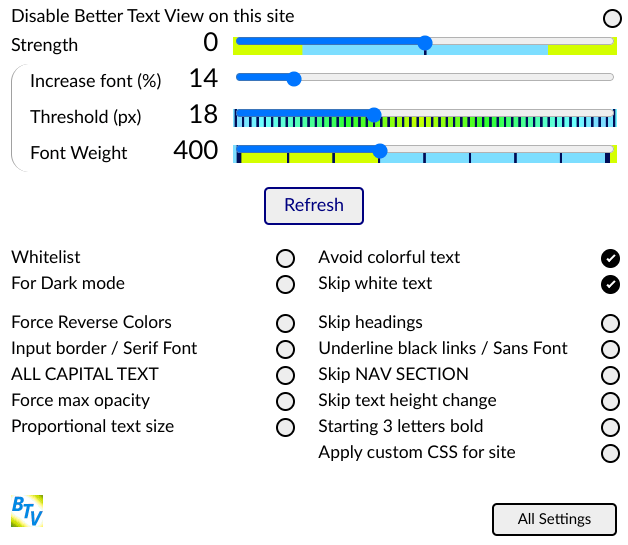 Disable Better Text View on this site
Strength 0
Increase font (%) 14
Threshold (px) 18
Font Weight 400
Refresh
Whitelist Avoid colorful text
For Dark mode Skip white text
Force Reverse Colors Skip headings
Input border / Serif Font Underline black links / Sans Font
ALL CAPITAL TEXT Skip NAV SECTION
Force max opacity Skip text height change
Proportional text size Starting 3 letters bold
Apply custom CSS for site
BTV All Settings